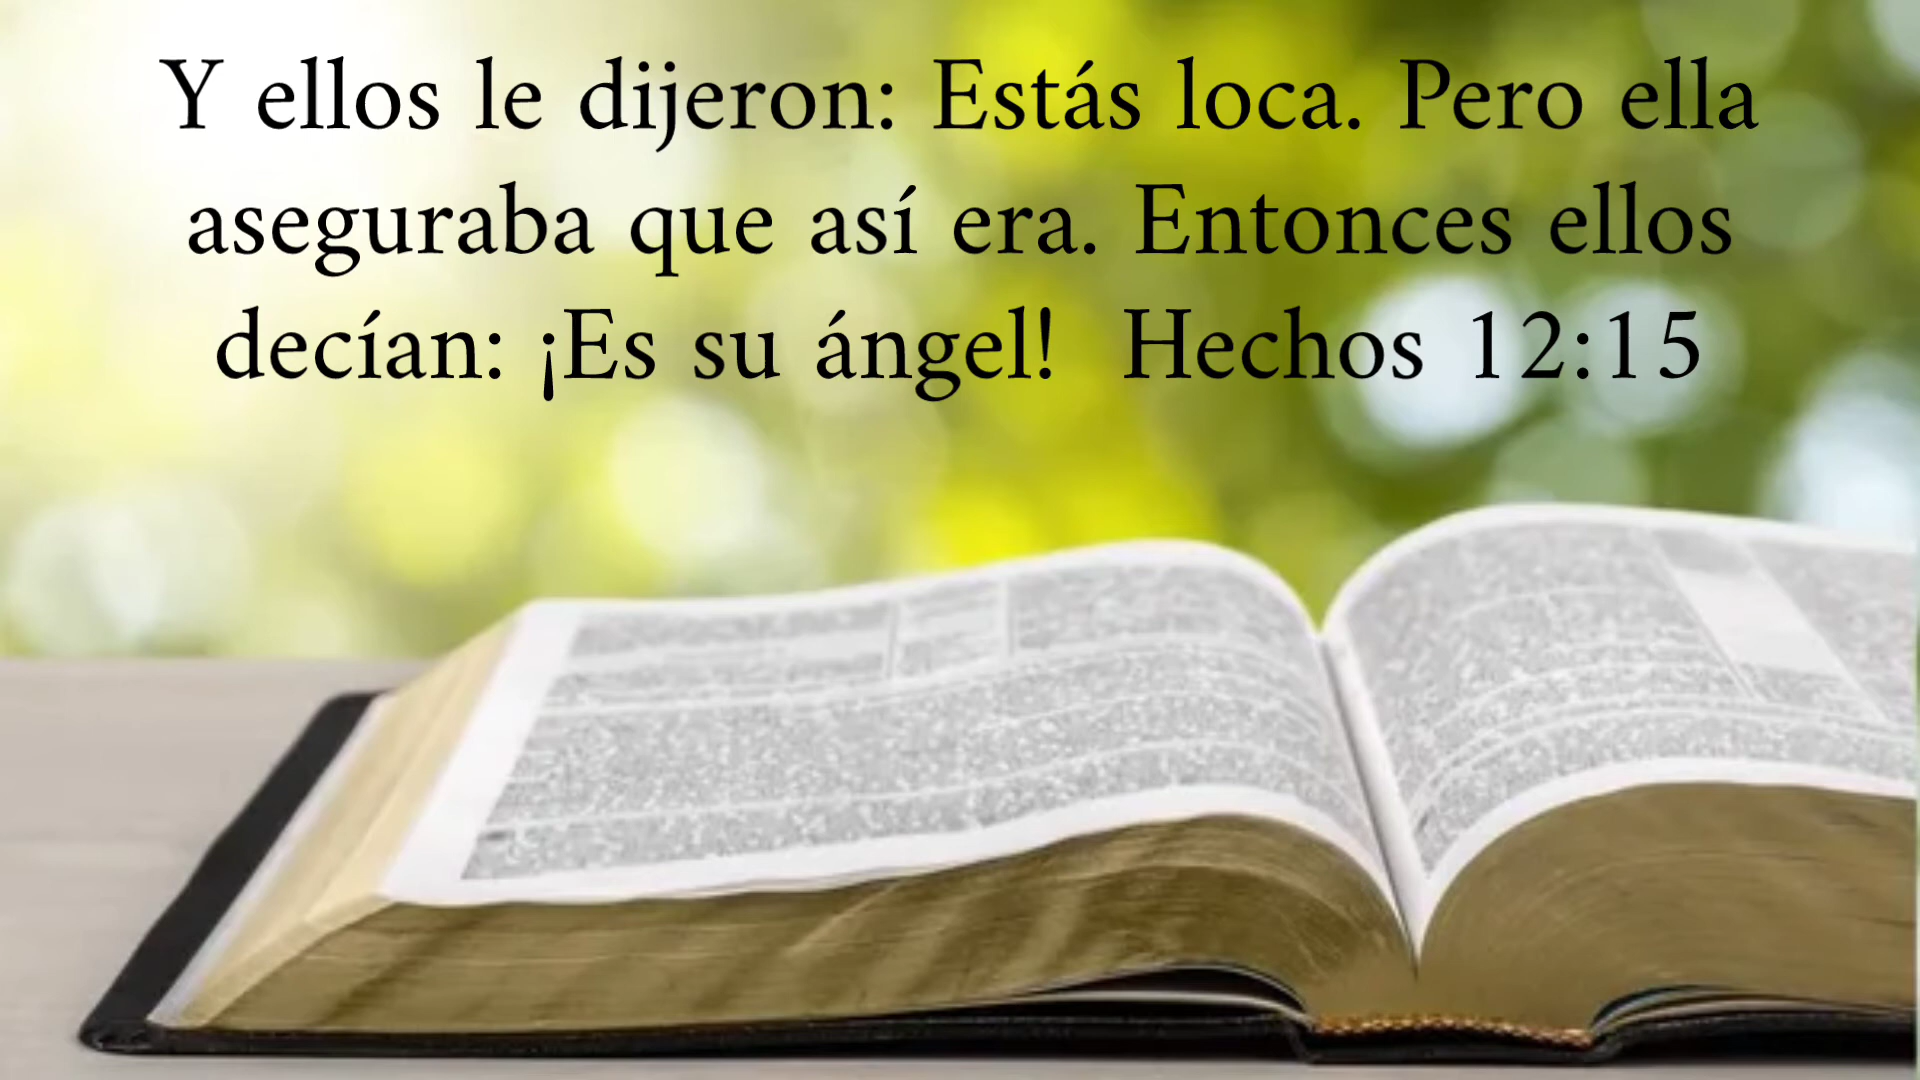 Y ellos le dijeron: Estás loca. Pero ella
aseguraba que así era. Entonces ellos
decían: ¡Es su ángel!  Hechos 12:15